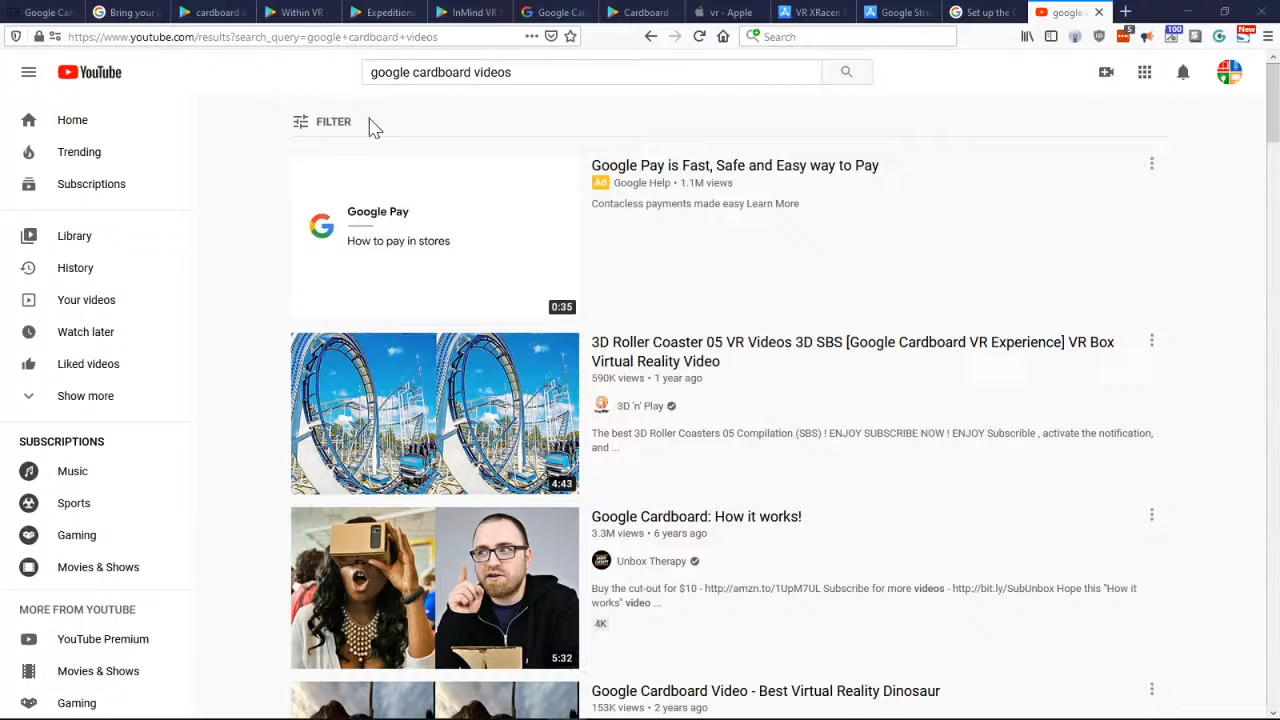 Google Car
Bring your
cardboard
Within VR
Expedition
InMind VR
Google Car
Cardboard
vr - Apple
VR XRacer:
Google Stre
Set up the
google
https://www.youtube.com/results?search_query=google+cardboard+video
Search
5
100
New
YouTube
google cardboard videos
Home
Trending
Subscriptions
Library
History
Your videos
Watch later
Liked videos
Show more
SUBSCRIPTIONS
Music
Sports
Gaming
Movies & Shows
MORE FROM YOUTUBE
YouTube Premium
Movies & Shows
Gaming
FILTER
Google Pay
How to pay in stores
0:35
Google Pay is Fast, Safe and Easy way to Pay
Ad Google Help • 1.1M views
Contactless payments made easy Learn More
4:43
3D Roller Coaster 05 VR Videos 3D SBS [Google Cardboard VR Experience] VR Box
Virtual Reality Video
590K views • 1 year ago
3D 'n' Play
The best 3D Roller Coasters 05 Compilation (SBS) ! ENJOY SUBSCRIBE NOW ! ENJOY Subscrible , activate the notification,
and ...
5:32
Google Cardboard: How it works!
3.3M views • 6 years ago
Unbox Therapy
Buy the cut-out for $10 - http://amzn.to/1UpM7UL Subscribe for more videos - http://bit.ly/SubUnbox Hope this "How it
works" video ...
4K
Google Cardboard Video - Best Virtual Reality Dinosaur
153K views • 2 years ago